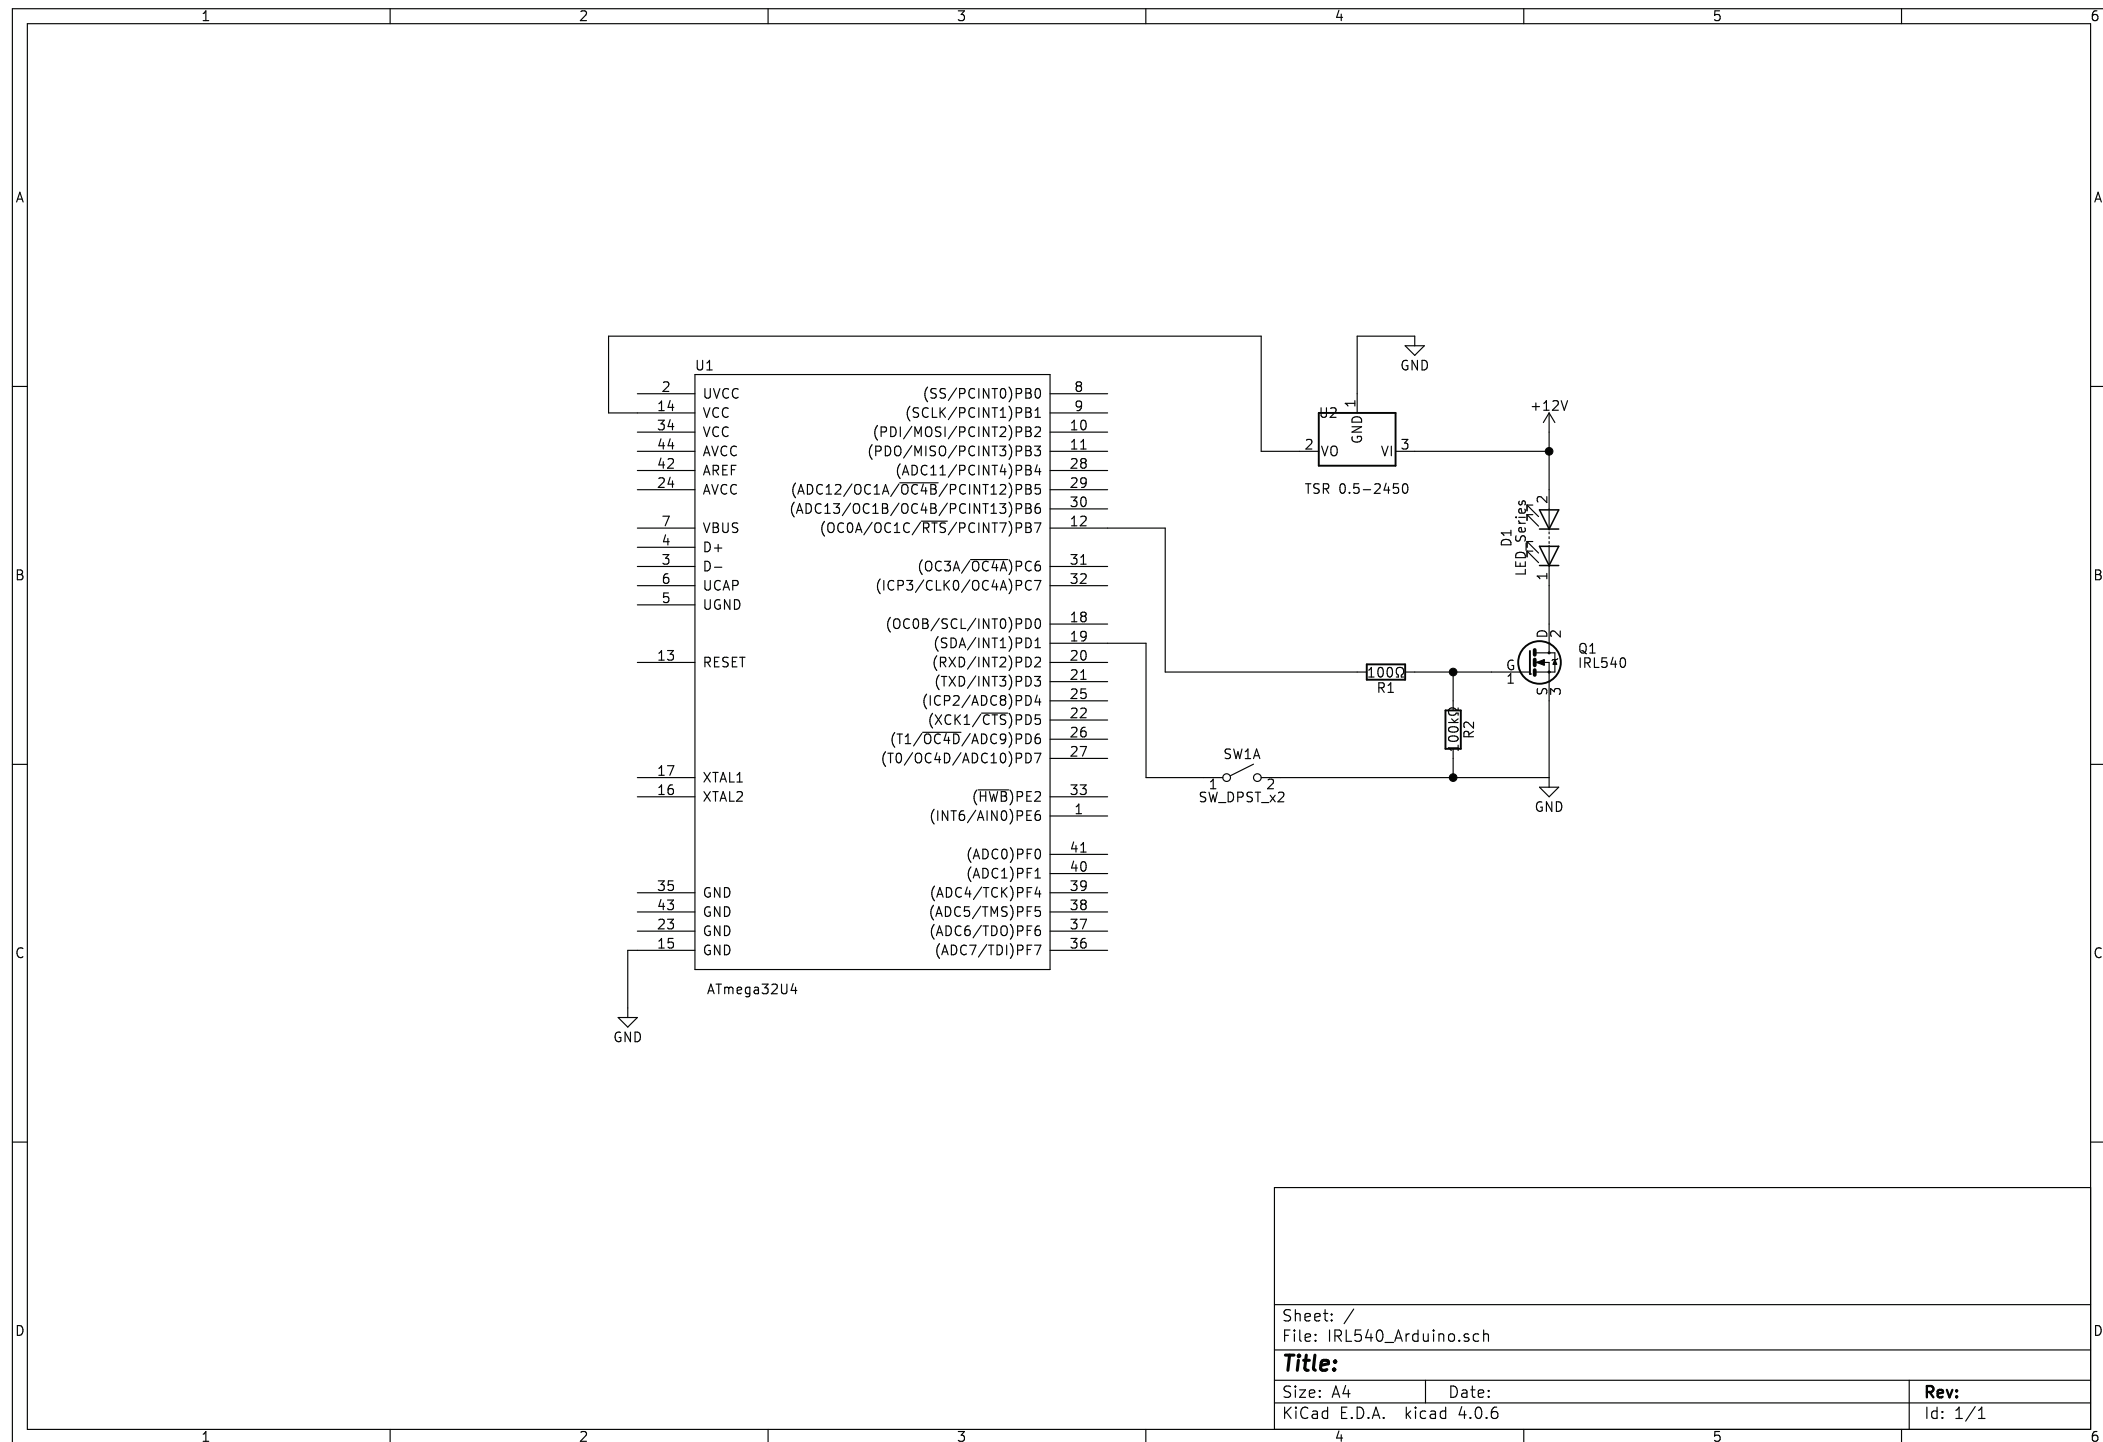 1 2 3 4 5 6
A A
B B
C C
D D
U1
2 UVCC
14 VCC
34 VCC
44 AVCC
42 AREF
24 AVCC
7 VBUS
4 D+
3 D−
6 UCAP
5 UGND
13 RESET
17 XTAL1
16 XTAL2
35 GND
43 GND
23 GND
15 GND
(SS/PCINT0)PB0 8
(SCLK/PCINT1)PB1 9
(PDI/MOSI/PCINT2)PB2 10
(PDO/MISO/PCINT3)PB3 11
(ADC11/PCINT4)PB4 28
(ADC12/OC1A/OC4B/PCINT12)PB5 29
(ADC13/OC1B/OC4B/PCINT13)PB6 30
(OC0A/OC1C/RTS/PCINT7)PB7 12
(OC3A/OC4A)PC6 31
(ICP3/CLK0/OC4A)PC7 32
(OC0B/SCL/INT0)PD0 18
(SDA/INT1)PD1 19
(RXD/INT2)PD2 20
(TXD/INT3)PD3 21
(ICP2/ADC8)PD4 25
(XCK1/CTS)PD5 22
(T1/OC4D/ADC9)PD6 26
(T0/OC4D/ADC10)PD7 27
(HWB)PE2 33
(INT6/AIN0)PE6 1
(ADC0)PF0 41
(ADC1)PF1 40
(ADC4/TCK)PF4 39
(ADC5/TMS)PF5 38
(ADC6/TDO)PF6 37
(ADC7/TDI)PF7 36
ATmega32U4
GND
GND
U2
GND 1
2 VO
VI 3
TSR 0.5−2450
+12V
D1
LED_Series
2
1
Q1
IRL540
D 2
G 1
S 3
100Ω
R1
100kΩ
R2
SW1A
1 2
SW_DPST_x2
GND
Sheet: /
File: IRL540_Arduino.sch
Title:
Size: A4 Date: Rev:
KiCad E.D.A. kicad 4.0.6 Id: 1/1
1 2 3 4 5 6